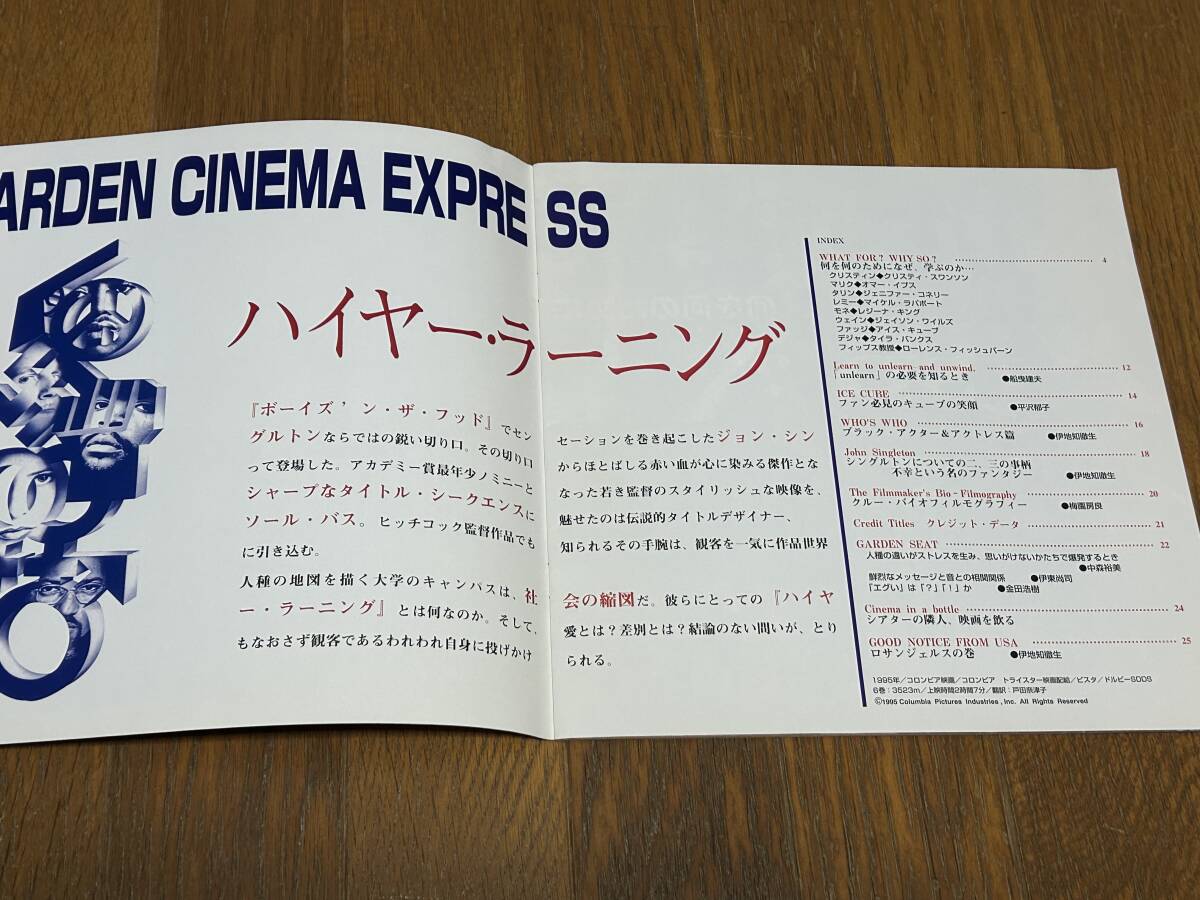 ARDEN CINEMA EXPRESS
ハイヤー・ラーニング
『ボーイズ’ン・ザ・フッド』でセンセーションを巻き起こしたジョン・シン
グルトンならではの鋭い切り口。その切り口からほとばしる赤い血が心に染みる傑作とな
って登場した。アカデミー賞最年少ノミニーとなった若き監督のスタイリッシュな映像を、
シャープなタイトル・シークエンスに魅せたのは伝説的タイトルデザイナー、
ソール・バス。ヒッチコック監督作品でも知られるその手腕は、観客を一気に作品世界
に引き込む。
人種の地図を描く大学のキャンパスは、社会の縮図だ。彼らにとっての『ハイヤ
ー・ラーニング』とは何なのか。そして、愛とは？差別とは？結論のない問いが、とり
もなおさず観客であるわれわれ自身に投げかけられる。
INDEX
WHAT FOR? WHY SO? 4
何を何のためになぜ、学ぶのか…
クリスティン◆クリスティ・スワンソン
マリク◆オマー・イプス
タリン◆ジェニファー・コネリー
レミー◆マイケル・ラパポート
モネ◆レジーナ・キング
ウェイン◆ジェイソン・ワイルズ
ファッジ◆アイス・キューブ
デジャ◆タイラ・バンクス
フィップス教授◆ローレンス・フィッシュバーン
Learn to unlearn and unwind. 12
「unlearn」の必要を知るとき ●船曳建夫
ICE CUBE 14
ファン必見のキューブの笑顔 ●平沢郁子
WHO'S WHO 16
ブラック・アクター＆アクトレス篇 ●伊地知徹生
John Singleton 18
シングルトンについての二、三の事柄
不幸という名のファンタジー ●伊地知徹生
The Filmmaker's Bio-Filmography 20
クルー・バイオフィルモグラフィー ●梅園房良
Credit Titles クレジット・データ 21
GARDEN SEAT 22
人種の違いがストレスを生み、思いがけないかたちで爆発するとき
●中森裕美
鮮烈なメッセージと音との相関関係 ●伊東尚司
「エグい」は「？」「！」か ●金田浩樹
Cinema in a bottle 24
シアターの隣人、映画を飲る
GOOD NOTICE FROM USA 25
ロサンジェルスの巻 ●伊地知徹生
1995年／コロンビア映画／コロンビア トライスター映画配給／ビスタ／ドルビーSDDS
6巻：3523m／上映時間2時間7分／翻訳：戸田奈津子
©1995 Columbia Pictures Industries, Inc. All Rights Reserved